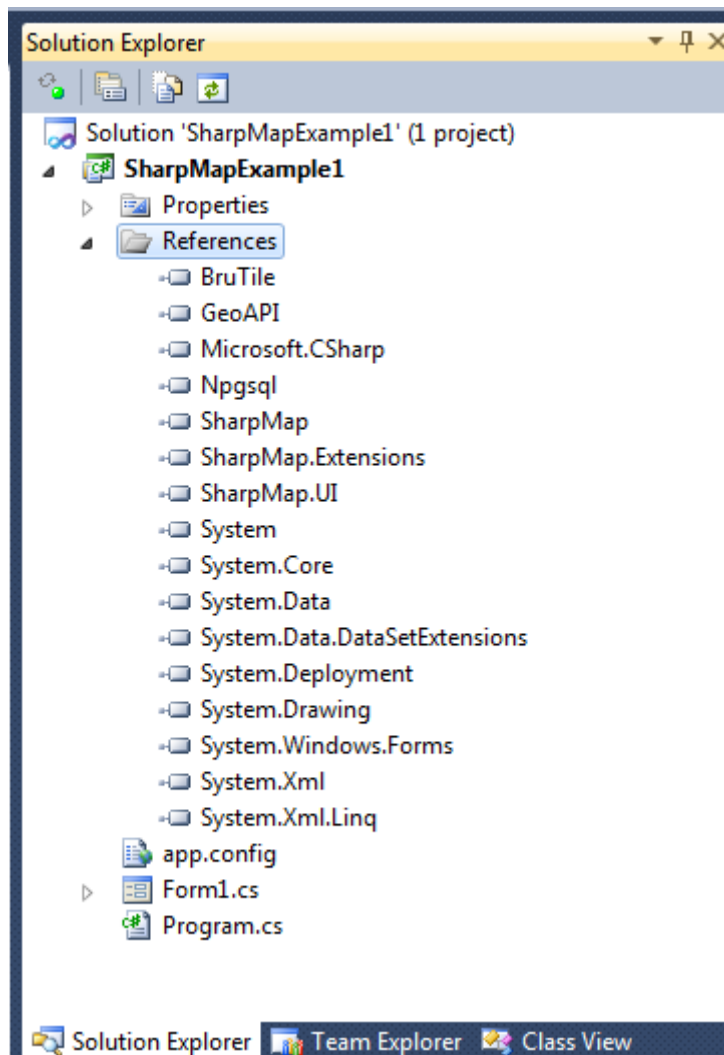 Solution Explorer
Solution 'SharpMapExample1' (1 project)
SharpMapExample1
Properties
References
BruTile
GeoAPI
Microsoft.CSharp
Npgsql
SharpMap
SharpMap.Extensions
SharpMap.UI
System
System.Core
System.Data
System.Data.DataSetExtensions
System.Deployment
System.Drawing
System.Windows.Forms
System.Xml
System.Xml.Linq
app.config
Form1.cs
Program.cs
Solution Explorer Team Explorer Class View